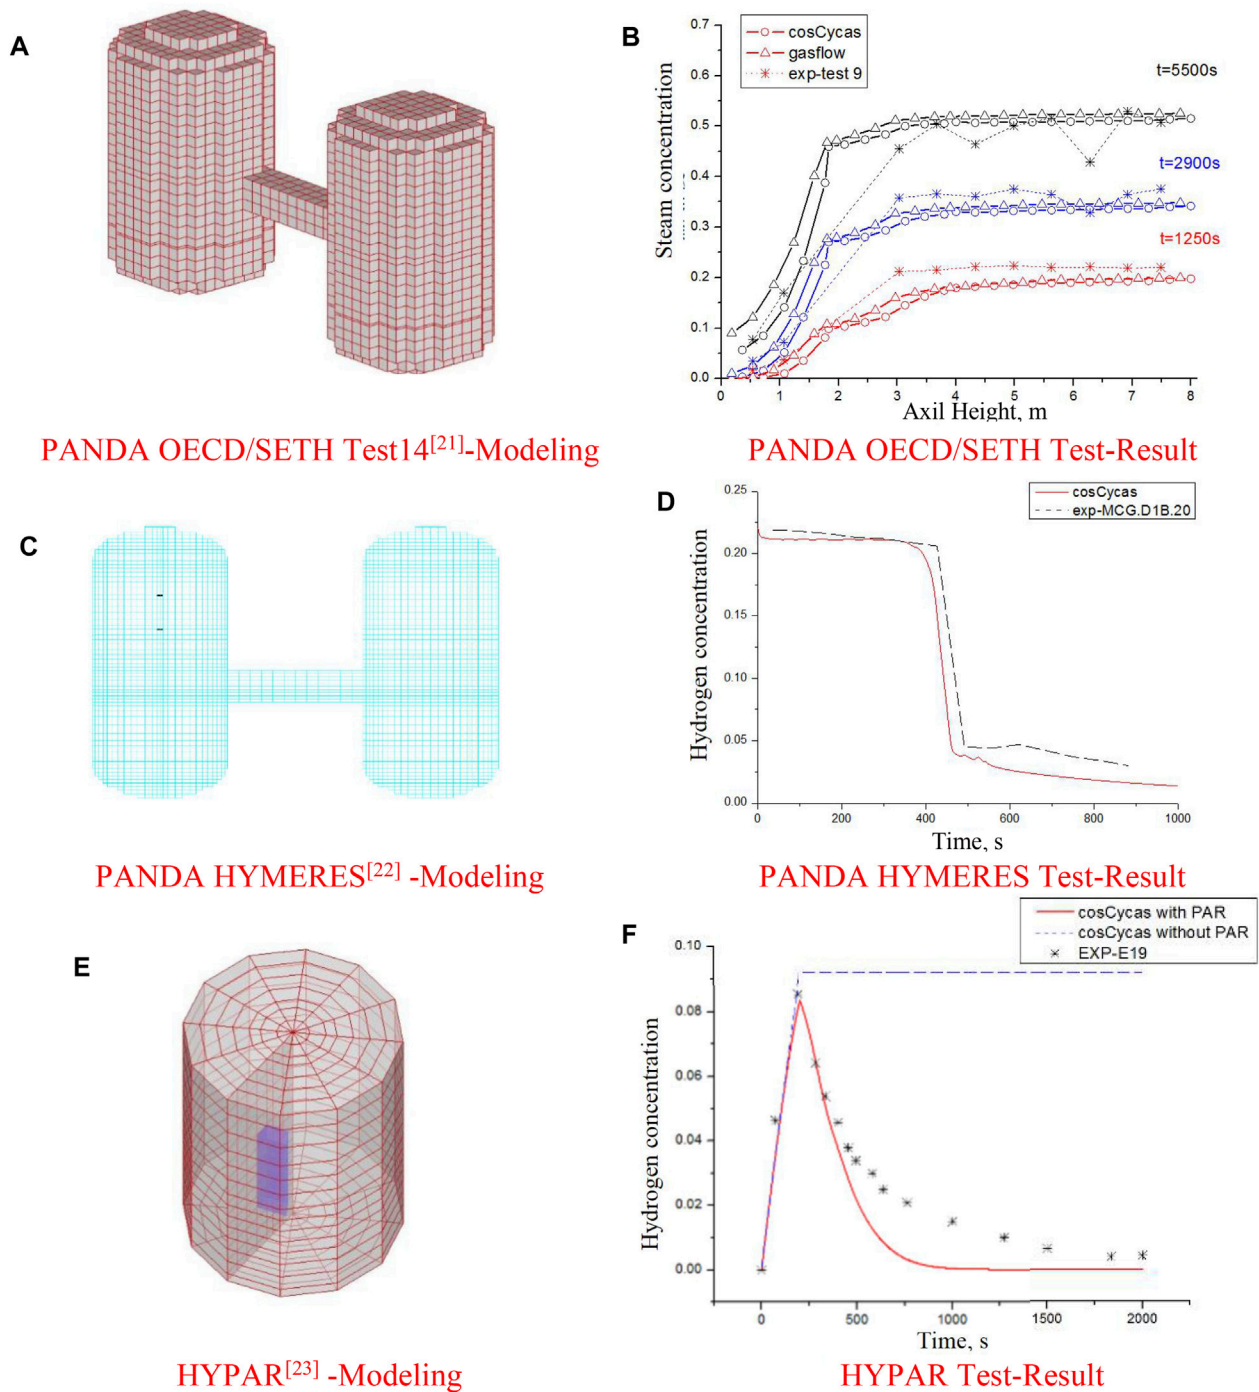 A
B
cosCycas
gasflow
exp-test 9
t=5500s
t=2900s
t=1250s
Steam concentration
0.7
0.6
0.5
0.4
0.3
0.2
0.1
0.0
0 1 2 3 4 5 6 7 8
Axil Height, m
PANDA OECD/SETH Test14[21]-Modeling
PANDA OECD/SETH Test-Result
C
D
cosCycas
exp-MCG.D1B.20
Hydrogen concentration
0.25
0.20
0.15
0.10
0.05
0.00
0 200 400 600 800 1000
Time, s
PANDA HYMERES[22] -Modeling
PANDA HYMERES Test-Result
E
F
cosCycas with PAR
cosCycas without PAR
EXP-E19
Hydrogen concentration
0.10
0.08
0.06
0.04
0.02
0.00
0 500 1000 1500 2000
Time, s
HYPAR[23] -Modeling
HYPAR Test-Result